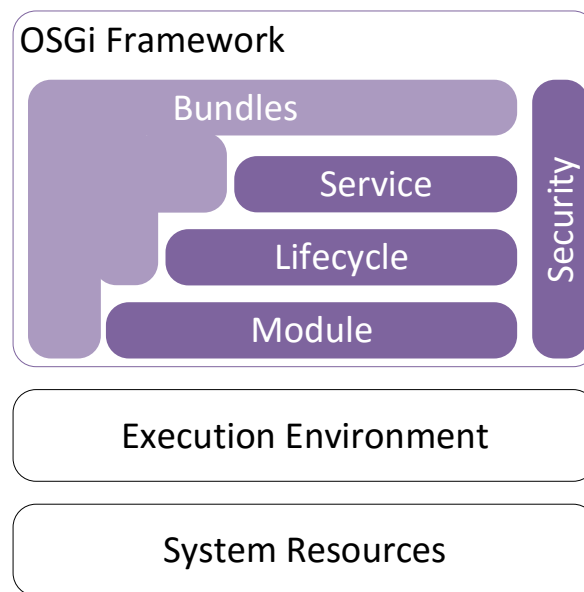 OSGi Framework
Bundles
Service
Lifecycle
Module
Security
Execution Environment
System Resources